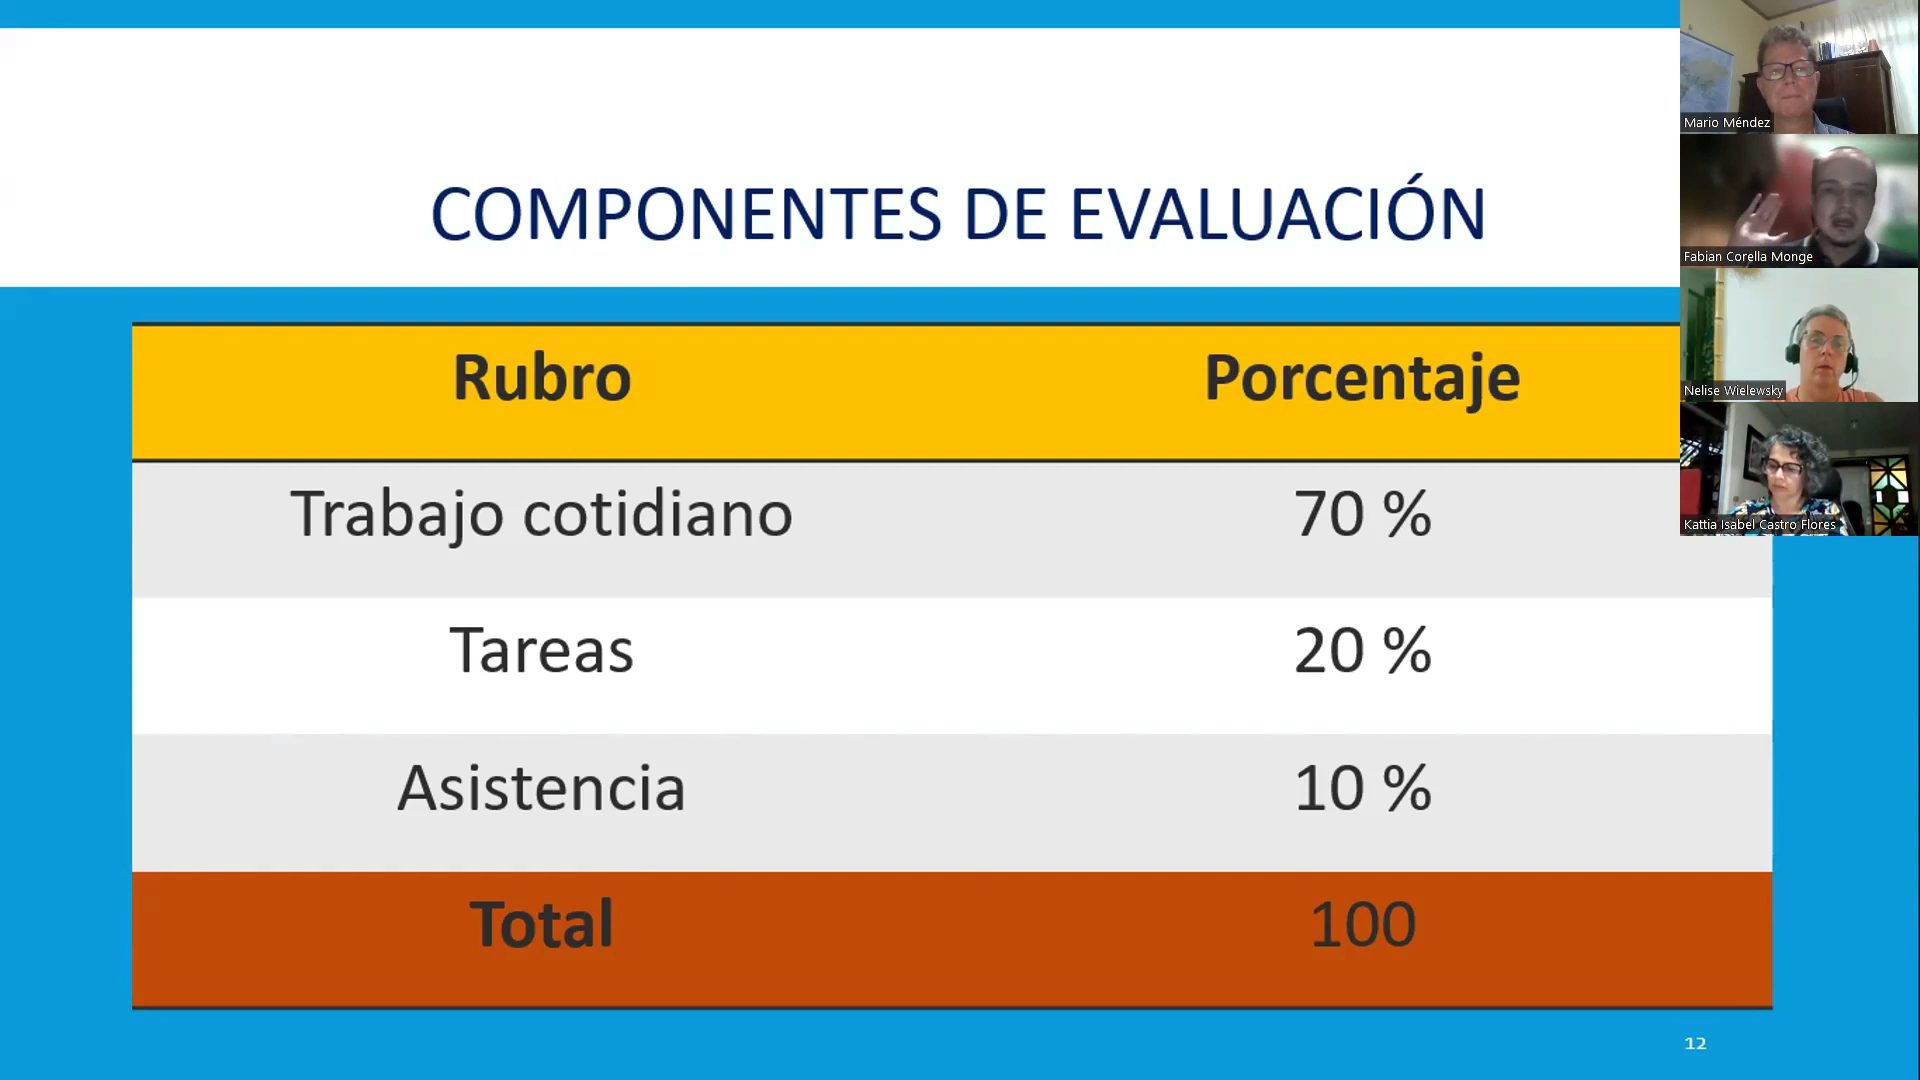 COMPONENTES DE EVALUACIÓN
Rubro Porcentaje
Trabajo cotidiano 70 %
Tareas 20 %
Asistencia 10 %
Total 100
12
Mario Méndez
Fabian Corella Monge
Nelise Wielewsky
Kattia Isabel Castro Flores